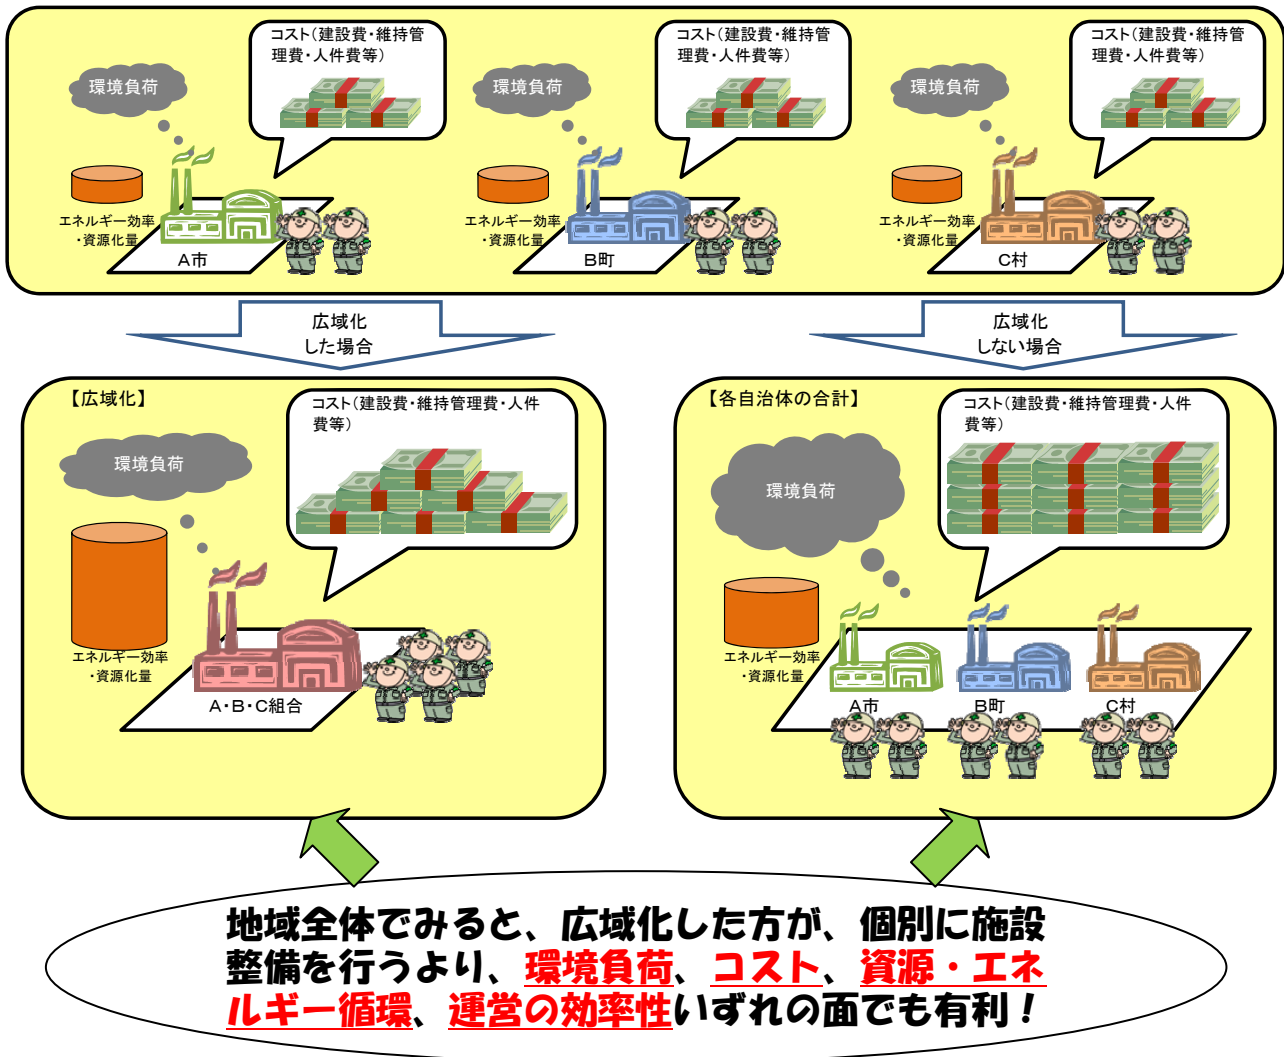 コスト(建設費・維持管
理費・人件費等)
環境負荷
エネルギー効率
・資源化量
A市
コスト(建設費・維持管
理費・人件費等)
環境負荷
エネルギー効率
・資源化量
B町
コスト(建設費・維持管
理費・人件費等)
環境負荷
エネルギー効率
・資源化量
C村
広域化
した場合
広域化
しない場合
【広域化】
コスト(建設費・維持管理費・人件
費等)
環境負荷
エネルギー効率
・資源化量
A・B・C組合
【各自治体の合計】
コスト(建設費・維持管理費・人件
費等)
環境負荷
エネルギー効率
・資源化量
A市
B町
C村
地域全体でみると、広域化した方が、個別に施設
整備を行うより、環境負荷、コスト、資源・エネ
ルギー循環、運営の効率性いずれの面でも有利!